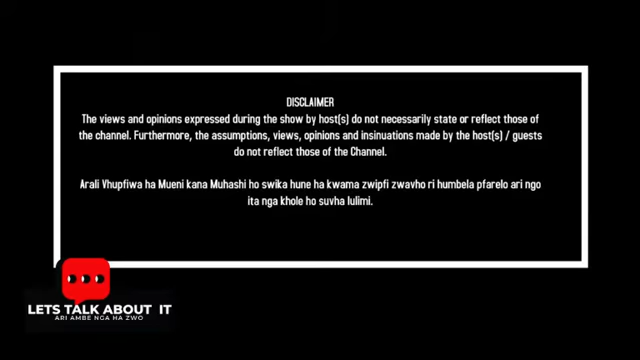 DISCLAIMER
The views and opinions expressed during the show by host(s) do not necessarily state or reflect those of
the channel. Furthermore, the assumptions, views, opinions and insinuations made by the host(s) / guests
do not reflect those of the Channel.
Arali Vhupfiwa ha Mueni kana Muhashi ho swika hune ha kwama zwipfi zwavho ri humbela pfarelo ari ngo
ita nga khole ho suvha lulimi.
LETS TALK ABOUT IT
ARI AMBE NGA HA ZWO